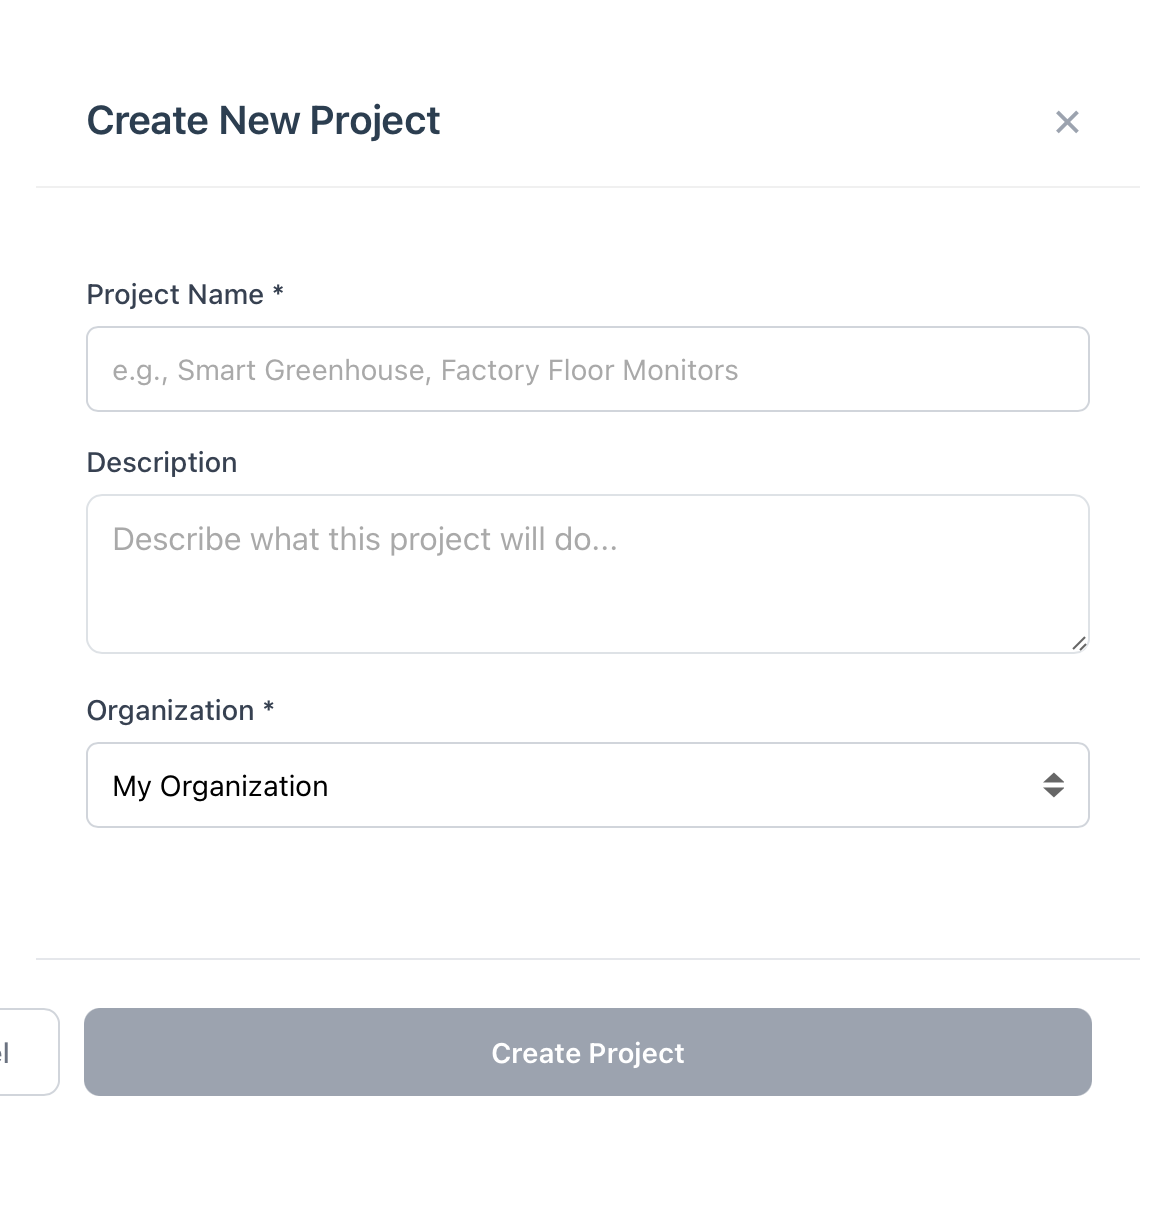 Create New Project
Project Name *
e.g., Smart Greenhouse, Factory Floor Monitors
Description
Describe what this project will do...
Organization *
My Organization
Create Project